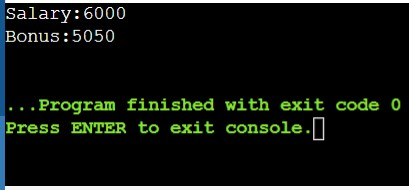 Salary:6000
Bonus:5050
...Program finished with exit code 0
Press ENTER to exit console.